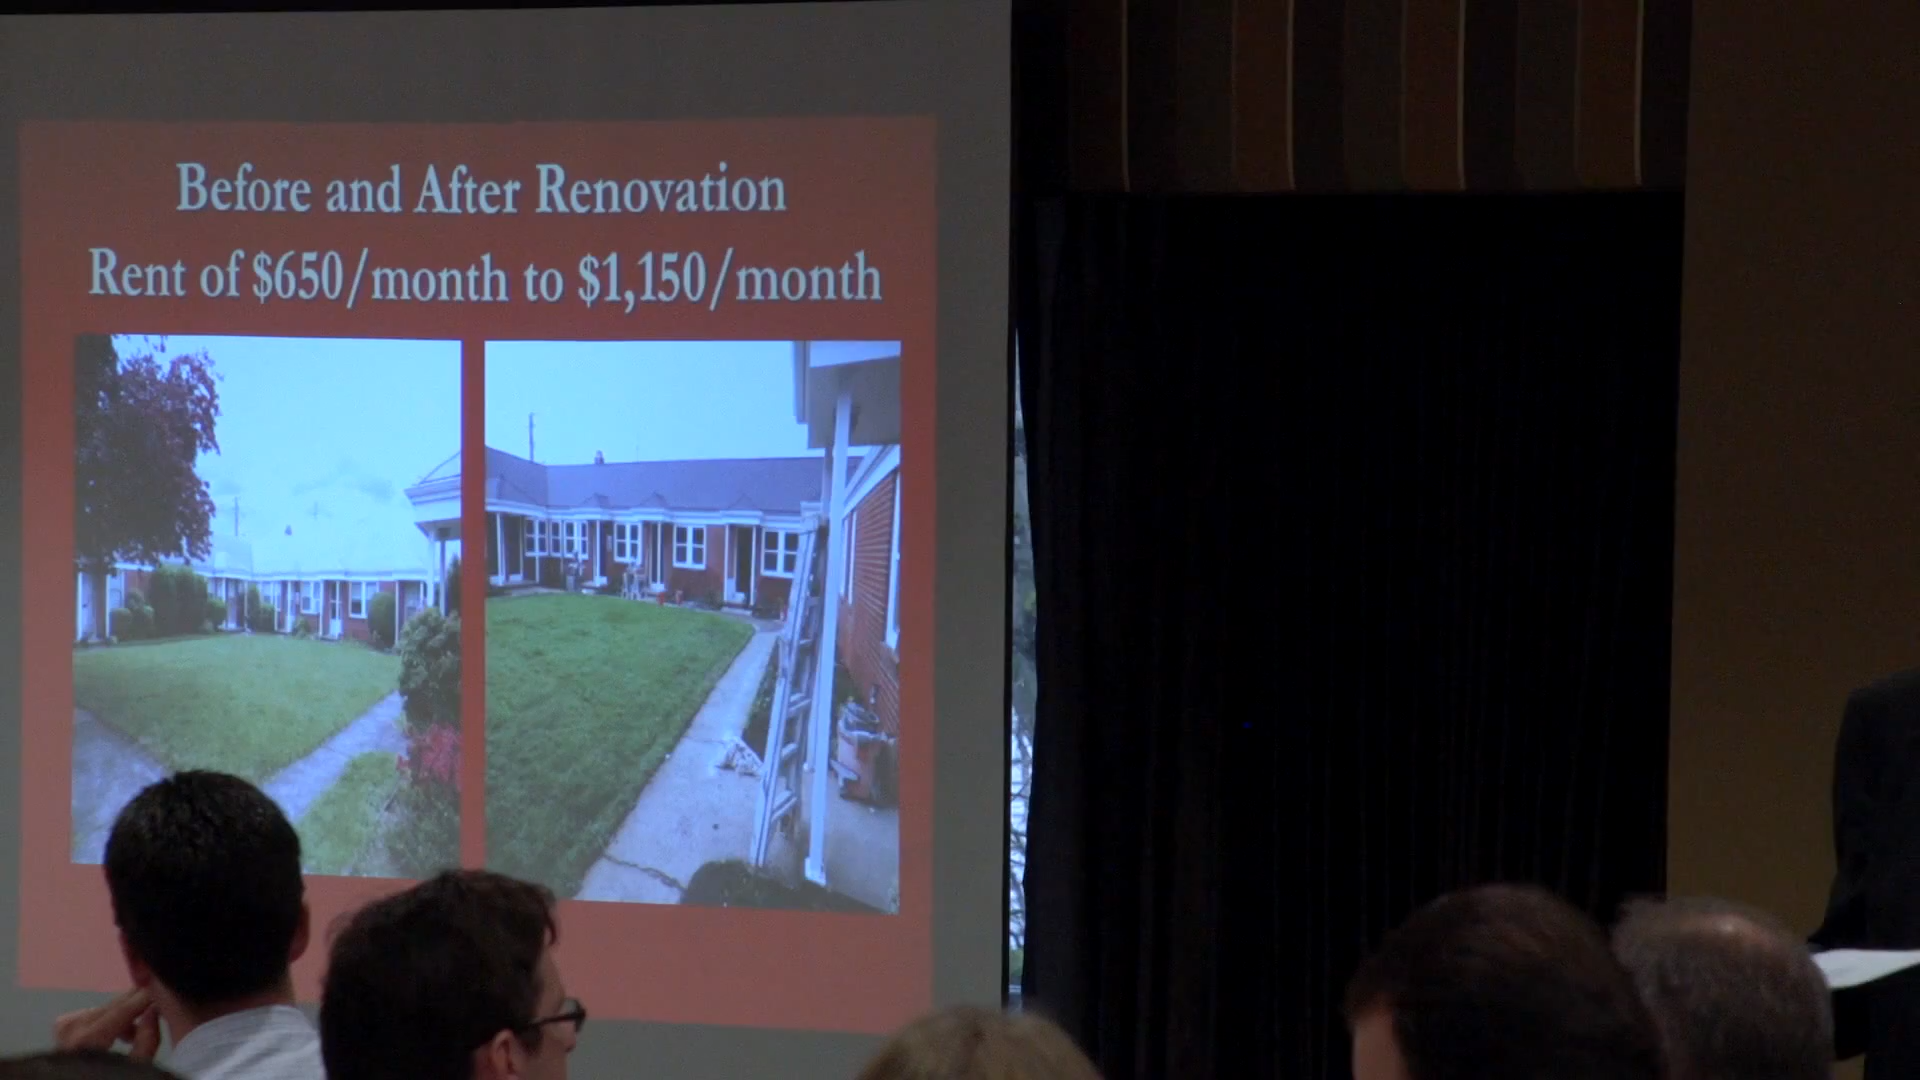 Before and After Renovation
Rent of $650/month to $1,150/month